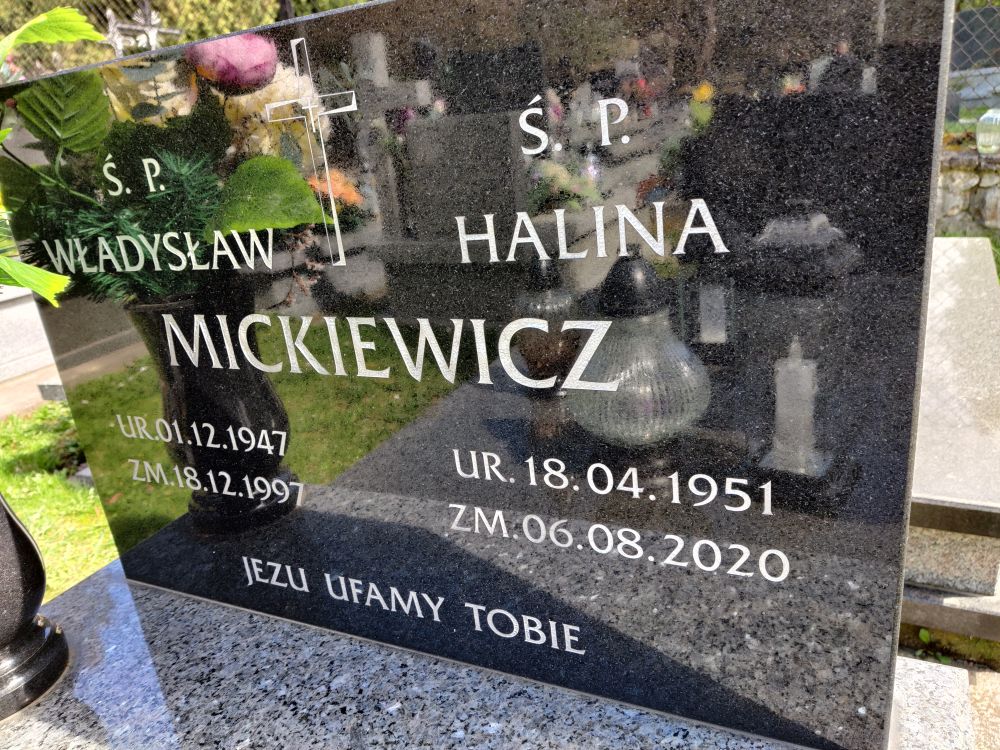 Ś. P.
WŁADYSŁAW
Ś. P.
HALINA
MICKIEWICZ
UR.01.12.1947
ZM.18.12.1997
UR. 18.04.1951
ZM.06.08.2020
JEZU UFAMY TOBIE